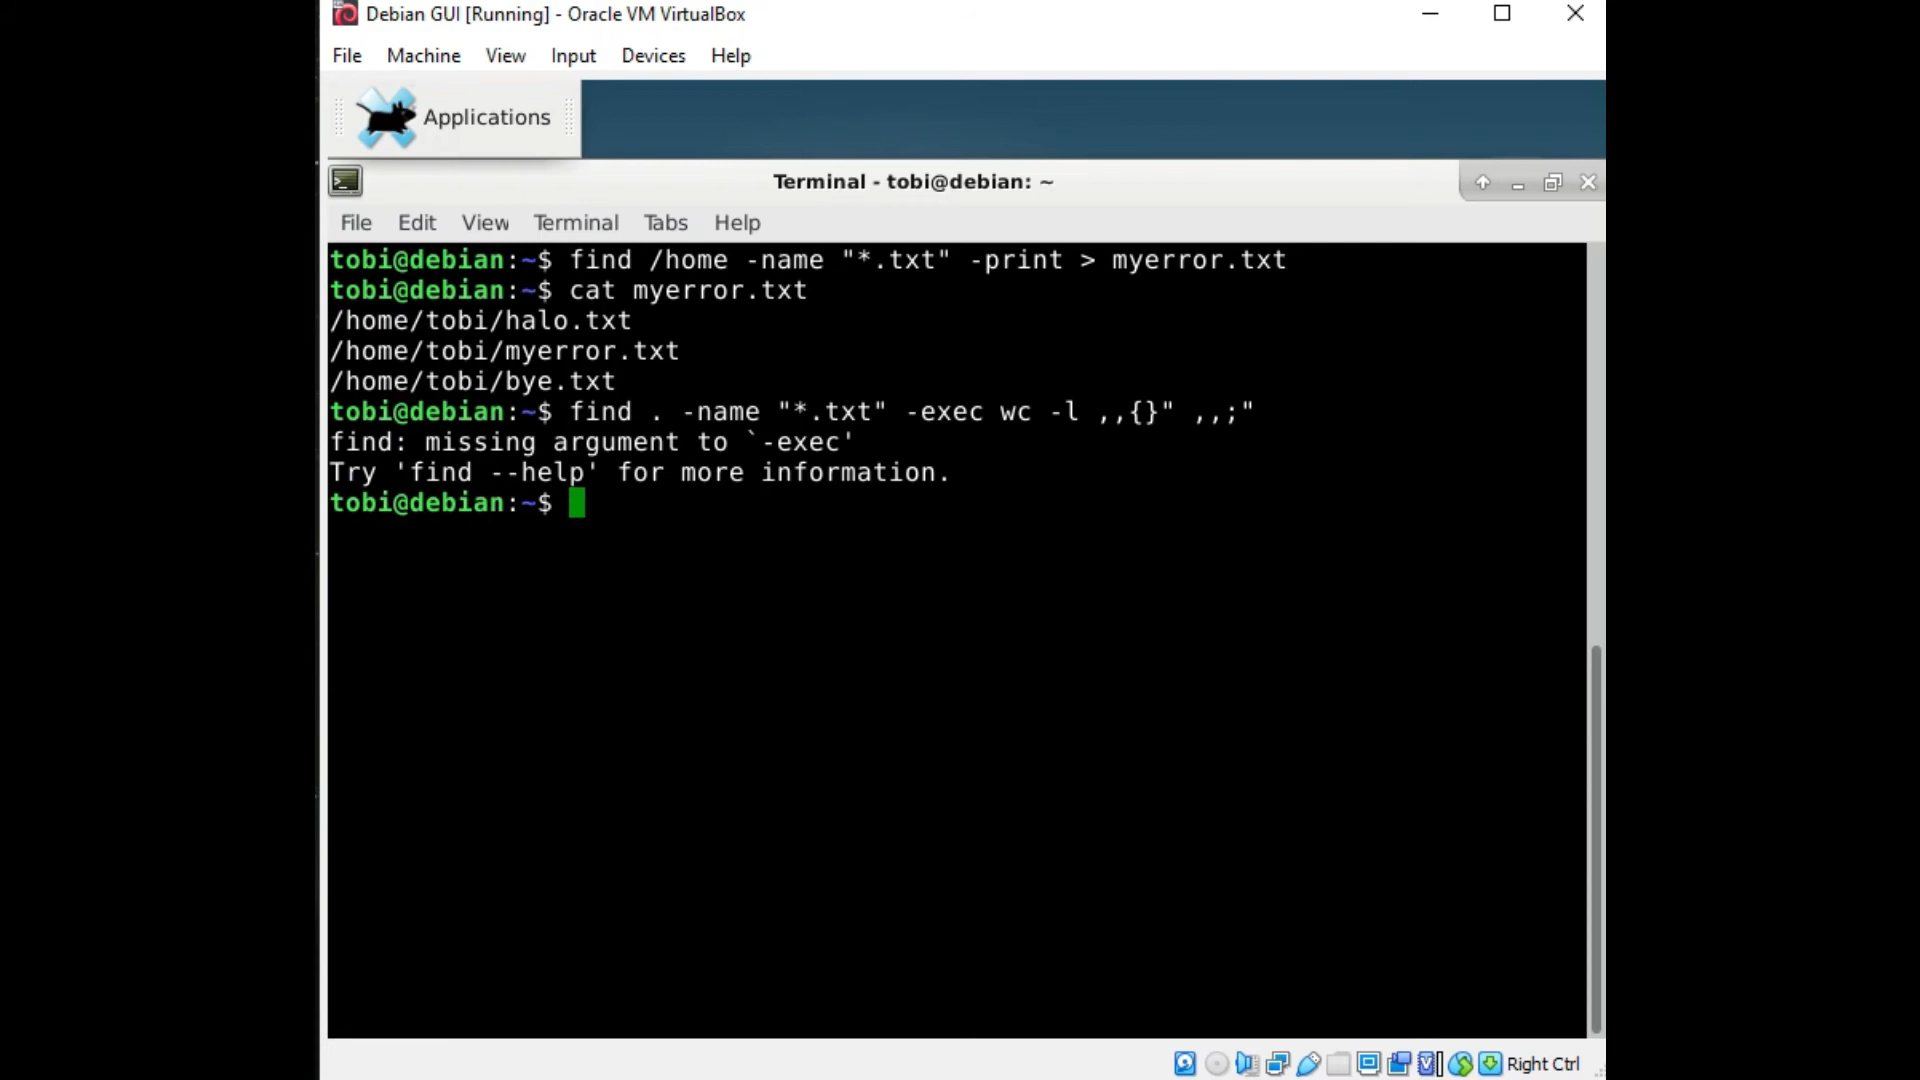 Debian GUI [Running] - Oracle VM VirtualBox
File Machine View Input Devices Help
Applications
Terminal - tobi@debian: ~
File Edit View Terminal Tabs Help
tobi@debian:~$ find /home -name "*.txt" -print > myerror.txt
tobi@debian:~$ cat myerror.txt
/home/tobi/halo.txt
/home/tobi/myerror.txt
/home/tobi/bye.txt
tobi@debian:~$ find . -name "*.txt" -exec wc -l ,,{}" ,,;"
find: missing argument to `-exec'
Try 'find --help' for more information.
tobi@debian:~$
Right Ctrl